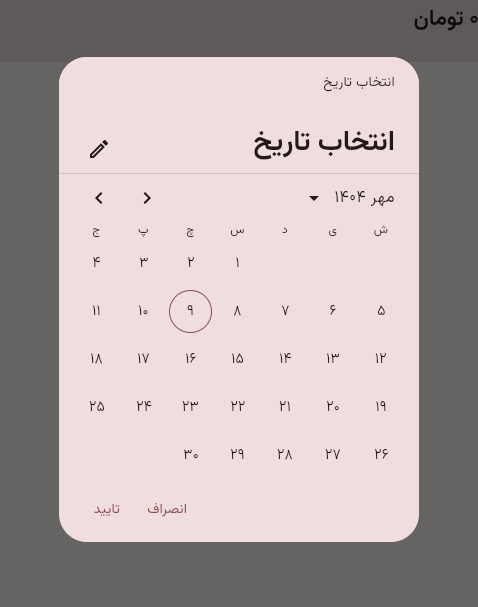 ۰ تومان
انتخاب تاریخ
انتخاب تاریخ
مهر ۱۴۰۴
ش ی د س چ پ ج
۱ ۲ ۳ ۴
۵ ۶ ۷ ۸ ۹ ۱۰ ۱۱
۱۲ ۱۳ ۱۴ ۱۵ ۱۶ ۱۷ ۱۸
۱۹ ۲۰ ۲۱ ۲۲ ۲۳ ۲۴ ۲۵
۲۶ ۲۷ ۲۸ ۲۹ ۳۰
انصراف تایید